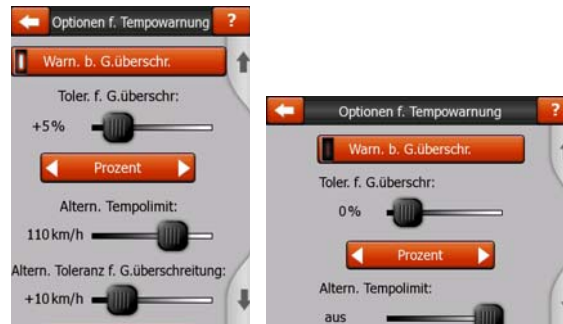 Optionen f. Tempowarnung ?
Warn. b. G.überschr.
Toler. f. G.überschr:
+5%
Prozent
Altern. Tempolimit:
110 km/h
Altern. Toleranz f. G.überschreitung:
+10 km/h
Optionen f. Tempowarnung ?
Warn. b. G.überschr.
Toler. f. G.überschr:
0%
Prozent
Altern. Tempolimit:
aus